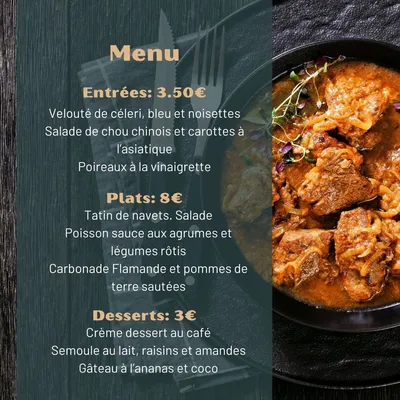 Menu
Entrées: 3.50€
Velouté de céleri, bleu et noisettes
Salade de chou chinois et carottes à
l'asiatique
Poireaux à la vinaigrette
Plats: 8€
Tatin de navets. Salade
Poisson sauce aux agrumes et
légumes rôtis
Carbonade Flamande et pommes de
terre sautées
Desserts: 3€
Crème dessert au café
Semoule au lait, raisins et amandes
Gâteau à l'ananas et coco